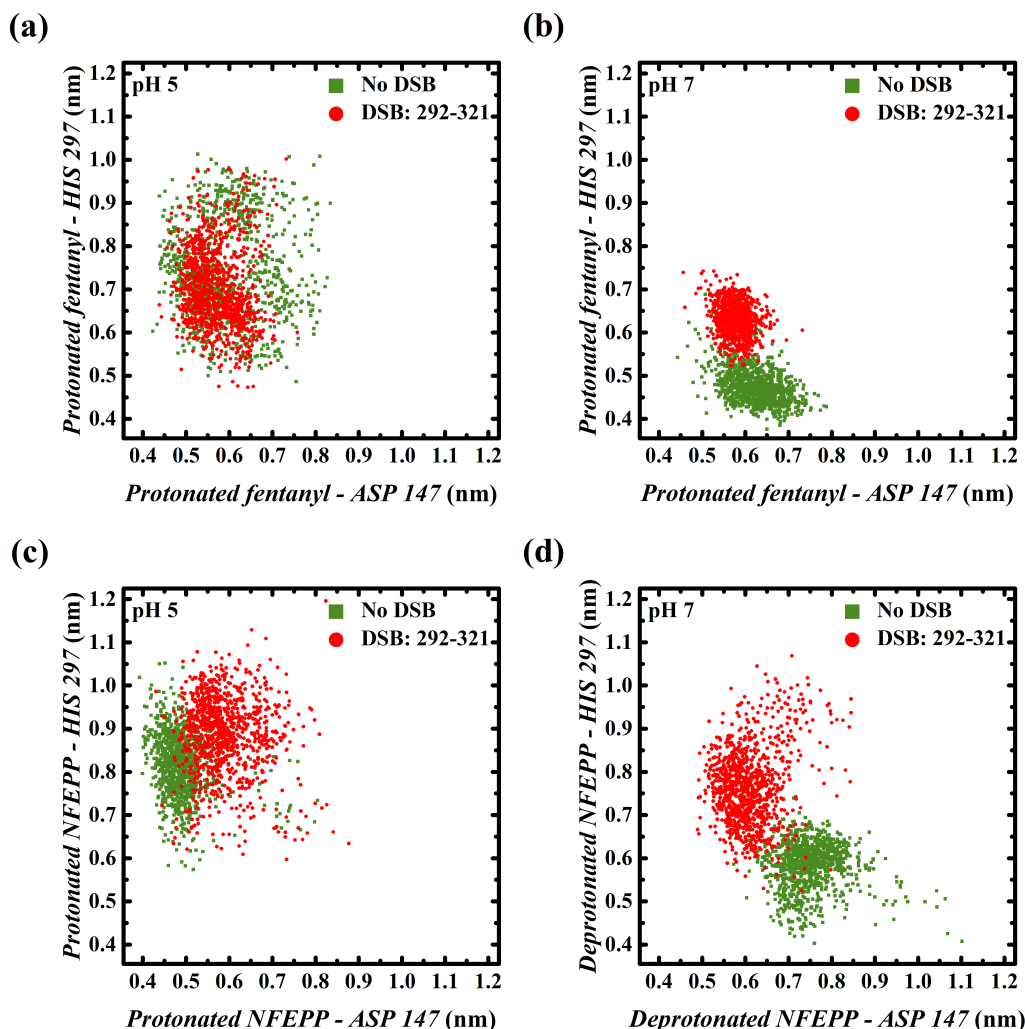 (a)
pH 5
No DSB
DSB: 292-321
Protonated fentanyl - HIS 297 (nm)
1.2
1.1
1.0
0.9
0.8
0.7
0.6
0.5
0.4
0.4 0.5 0.6 0.7 0.8 0.9 1.0 1.1 1.2
Protonated fentanyl - ASP 147 (nm)
(b)
pH 7
No DSB
DSB: 292-321
Protonated fentanyl - HIS 297 (nm)
1.2
1.1
1.0
0.9
0.8
0.7
0.6
0.5
0.4
0.4 0.5 0.6 0.7 0.8 0.9 1.0 1.1 1.2
Protonated fentanyl - ASP 147 (nm)
(c)
pH 5
No DSB
DSB: 292-321
Protonated NFEPP - HIS 297 (nm)
1.2
1.1
1.0
0.9
0.8
0.7
0.6
0.5
0.4
0.4 0.5 0.6 0.7 0.8 0.9 1.0 1.1 1.2
Protonated NFEPP - ASP 147 (nm)
(d)
pH 7
No DSB
DSB: 292-321
Deprotonated NFEPP - HIS 297 (nm)
1.2
1.1
1.0
0.9
0.8
0.7
0.6
0.5
0.4
0.4 0.5 0.6 0.7 0.8 0.9 1.0 1.1 1.2
Deprotonated NFEPP - ASP 147 (nm)